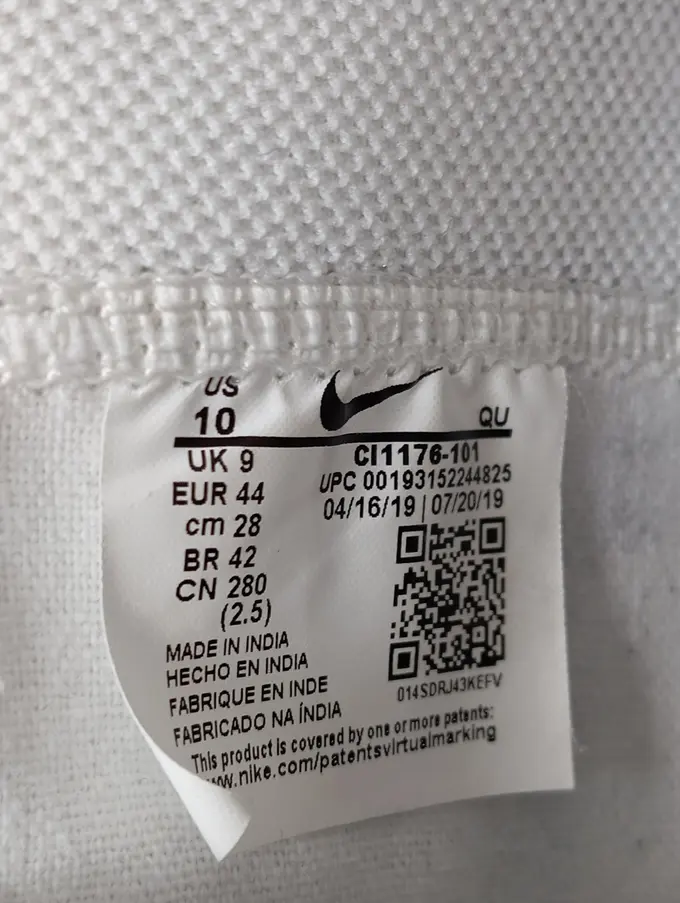 US
10
QU
UK 9
EUR 44
cm 28
BR 42
CN 280
(2.5)
CI1176-101
UPC 00193152244825
04/16/19 | 07/20/19
014SDRJ43KEFV
MADE IN INDIA
HECHO EN INDIA
FABRIQUE EN INDE
FABRICADO NA ÍNDIA
This product is covered by one or more patents:
www.nike.com/patentsvirtualmarking